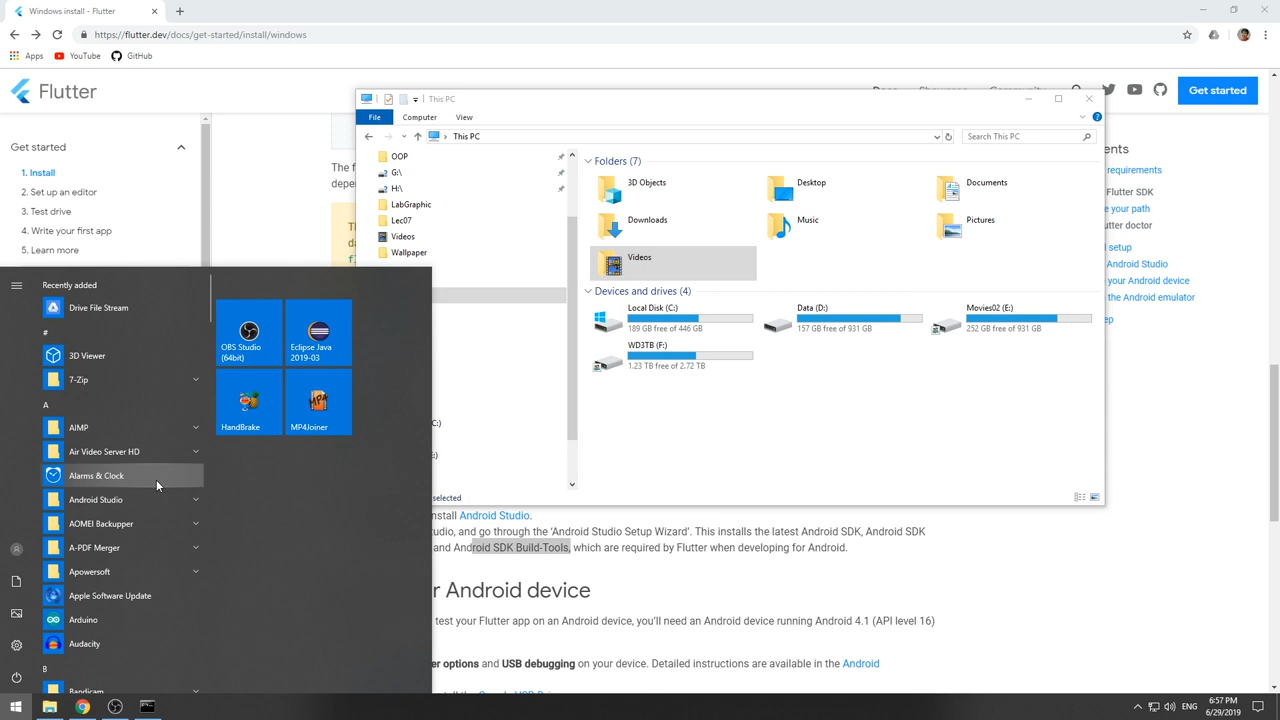 Windows install - Flutter
https://flutter.dev/docs/get-started/install/windows
Apps YouTube GitHub
Flutter
Get started
Get started
1. Install
2. Set up an editor
3. Test drive
4. Write your first app
5. Learn more
The f
depe
This PC
File Computer View
This PC
Search This PC
OOP
G:\
H:\
LabGraphic
Lec07
Videos
Wallpaper
Folders (7)
3D Objects
Desktop
Documents
Downloads
Music
Pictures
Videos
Devices and drives (4)
Local Disk (C:)
189 GB free of 446 GB
Data (D:)
157 GB free of 931 GB
Movies02 (E:)
252 GB free of 931 GB
WD3TB (F:)
1.23 TB free of 2.72 TB
selected
ents
requirements
Flutter SDK
e your path
utter doctor
setup
Android Studio
your Android device
the Android emulator
ep
Recently added
Drive File Stream
#
3D Viewer
7-Zip
A
AIMP
Air Video Server HD
Alarms & Clock
Android Studio
AOMEI Backupper
A-PDF Merger
Apowersoft
Apple Software Update
Arduino
Audacity
B
Bandicam
OBS Studio
(64bit)
Eclipse Java
2019-03
HandBrake
MP4Joiner
nstall Android Studio.
tudio, and go through the ‘Android Studio Setup Wizard’. This installs the latest Android SDK, Android SDK
and Android SDK Build-Tools, which are required by Flutter when developing for Android.
r Android device
test your Flutter app on an Android device, you’ll need an Android device running Android 4.1 (API level 16)
er options and USB debugging on your device. Detailed instructions are available in the Android
ENG
6:57 PM
6/29/2019